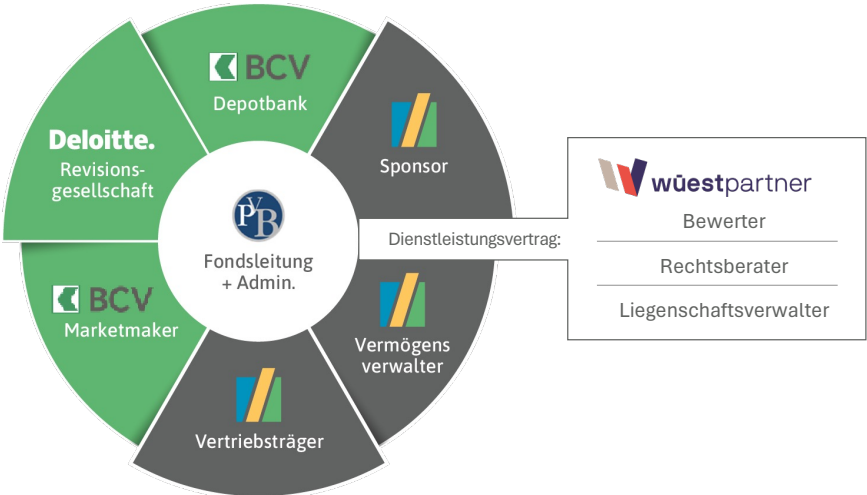 BCV
Depotbank
Deloitte.
Revisions-
gesellschaft
Sponsor
PVB
Fondsleitung
+ Admin.
Dienstleistungsvertrag:
wüestpartner
Bewerter
Rechtsberater
Liegenschaftsverwalter
BCV
Marketmaker
Vermögens
verwalter
Vertriebsträger